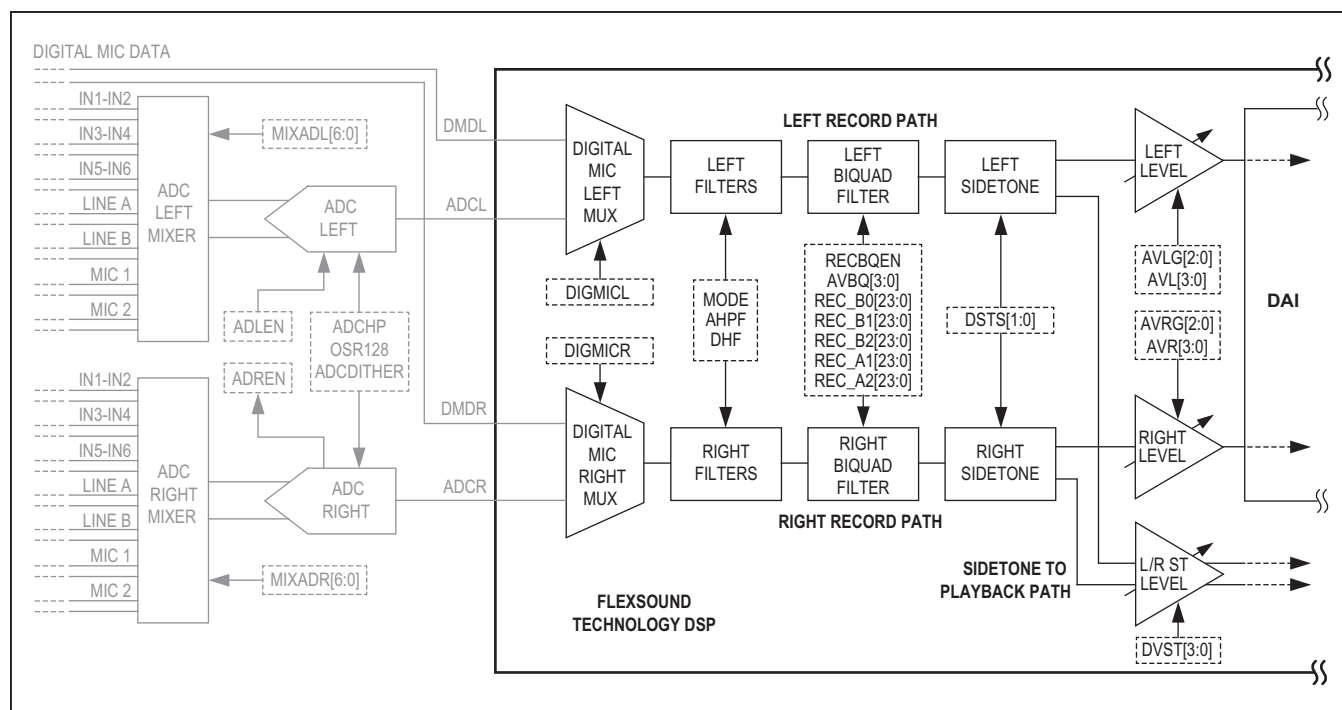 DIGITAL MIC DATA
IN1-IN2
IN3-IN4
IN5-IN6
LINE A
LINE B
MIC 1
MIC 2
ADC
LEFT
MIXER
MIXADL[6:0]
ADC
LEFT
ADLEN
ADREN
ADCHP
OSR128
ADCDITHER
IN1-IN2
IN3-IN4
IN5-IN6
LINE A
LINE B
MIC 1
MIC 2
ADC
RIGHT
MIXER
MIXADR[6:0]
ADC
RIGHT
DMDL
ADCL
DMDR
ADCR
DIGITAL
MIC
LEFT
MUX
DIGMICL
DIGMICR
DIGITAL
MIC
RIGHT
MUX
LEFT RECORD PATH
LEFT
FILTERS
LEFT
BIQUAD
FILTER
LEFT
SIDETONE
LEFT
LEVEL
MODE
AHPF
DHF
RECBQEN
AVBQ[3:0]
REC_B0[23:0]
REC_B1[23:0]
REC_B2[23:0]
REC_A1[23:0]
REC_A2[23:0]
DSTS[1:0]
AVLG[2:0]
AVL[3:0]
AVRG[2:0]
AVR[3:0]
DAI
RIGHT
FILTERS
RIGHT
BIQUAD
FILTER
RIGHT
SIDETONE
RIGHT
LEVEL
RIGHT RECORD PATH
SIDETONE TO
PLAYBACK PATH
L/R ST
LEVEL
DVST[3:0]
FLEXSOUND
TECHNOLOGY DSP